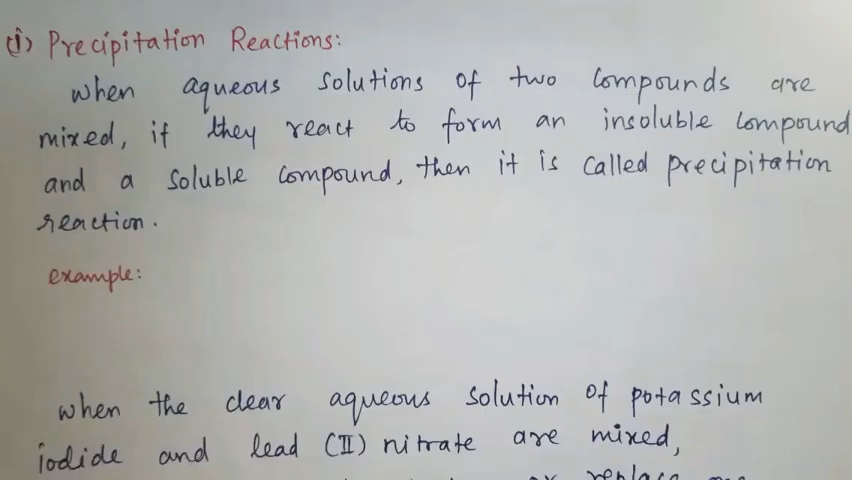 (i) Precipitation Reactions:
when aqueous solutions of two compounds are
mixed, if they react to form an insoluble compound
and a soluble compound, then it is called precipitation
reaction.
example:
when the clear aqueous solution of potassium
iodide and lead (II) nitrate are mixed,
replace